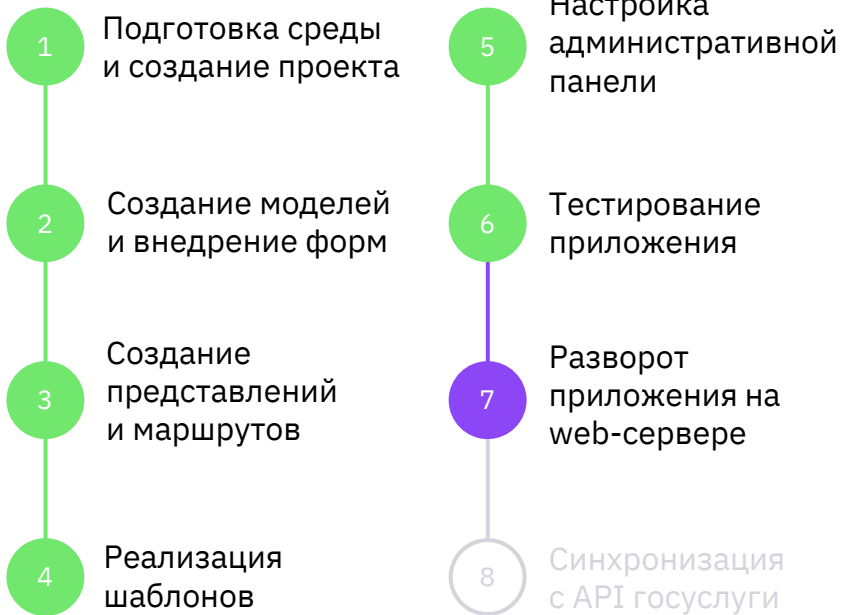 1
Подготовка среды
и создание проекта
2
Создание моделей
и внедрение форм
3
Создание
представлений
и маршрутов
4
Реализация
шаблонов
5
Настройка
административной
панели
6
Тестирование
приложения
7
Разворот
приложения на
web-сервере
8
Синхронизация
с API госуслуги